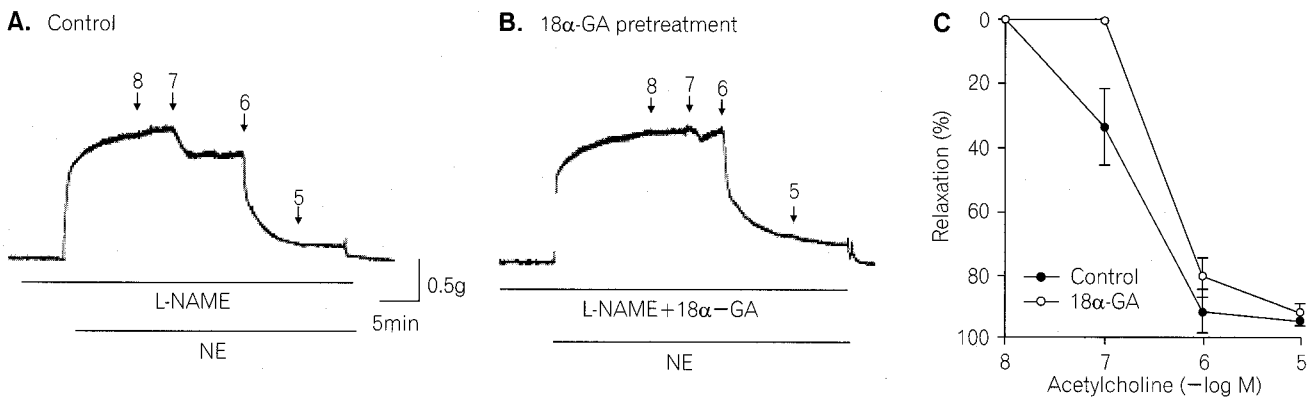 A. Control
8
7
6
5
L-NAME
NE
0.5g
5min
B. 18α-GA pretreatment
8
7
6
5
L-NAME+18α−GA
NE
C
0
20
40
60
80
100
Relaxation (%)
Control
18α-GA
8
7
6
5
Acetylcholine (−log M)